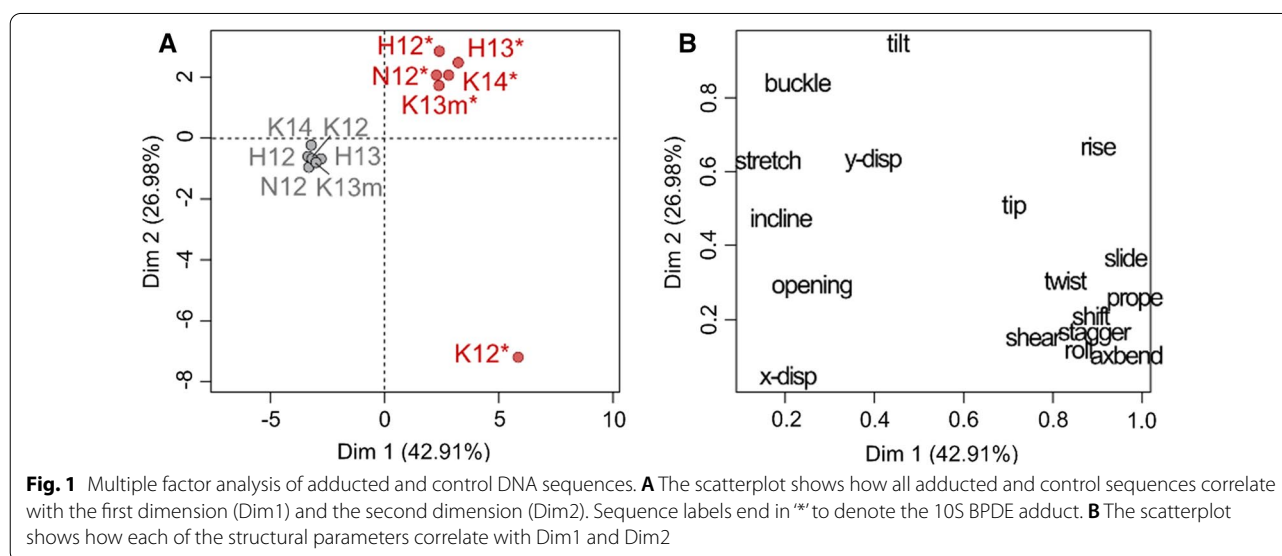 A
H12*
H13*
N12*
K14*
K13m*
K14 K12
H12 H13
N12 K13m
K12*
2
0
-2
-4
-6
-8
Dim 2 (26.98%)
-5 0 5 10
Dim 1 (42.91%)
B
tilt
buckle
rise
stretch y-disp
tip
incline
slide
opening twist
prope
shift
shear stagger
roll axbend
x-disp
0.8
0.6
0.4
0.2
Dim 2 (26.98%)
0.2 0.4 0.6 0.8 1.0
Dim 1 (42.91%)
Fig. 1 Multiple factor analysis of adducted and control DNA sequences. A The scatterplot shows how all adducted and control sequences correlate
with the first dimension (Dim1) and the second dimension (Dim2). Sequence labels end in '*' to denote the 10S BPDE adduct. B The scatterplot
shows how each of the structural parameters correlate with Dim1 and Dim2